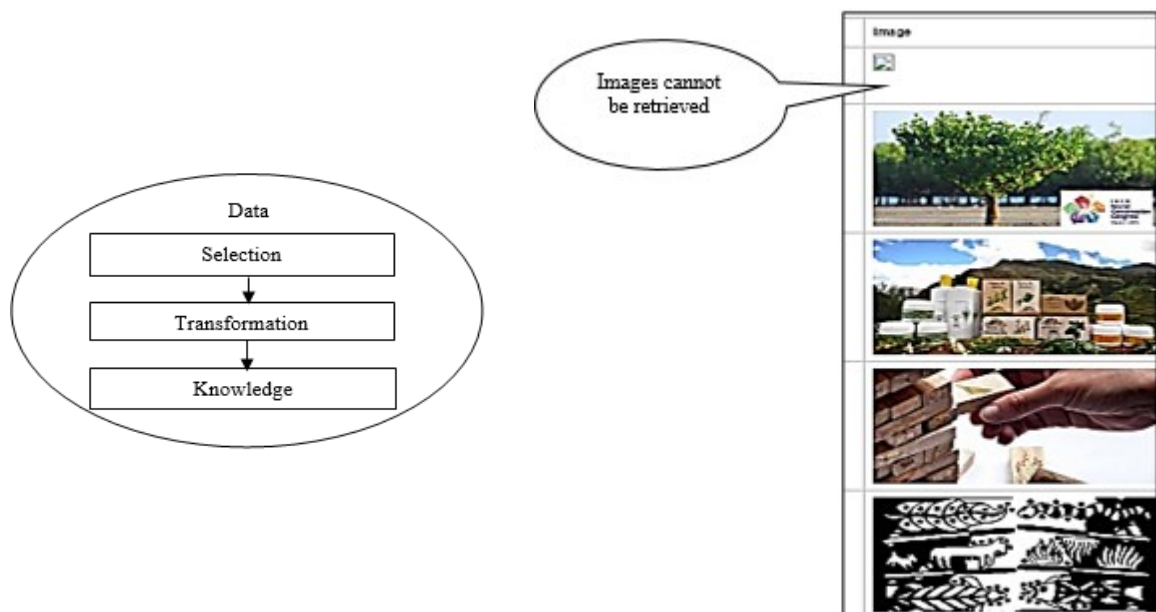 Data
Selection
Transformation
Knowledge
Images cannot
be retrieved
Image